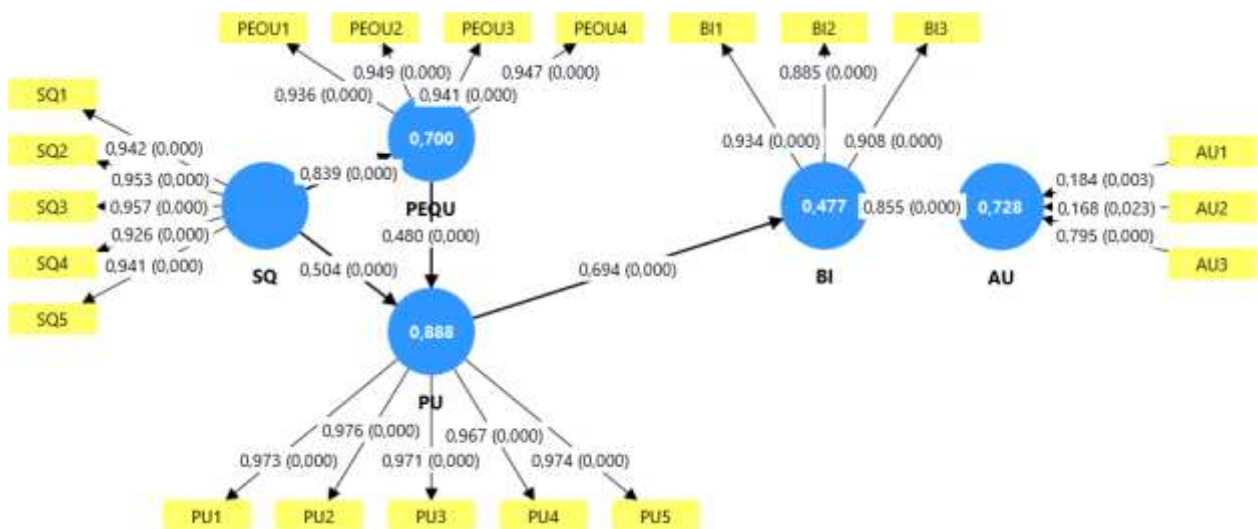 PEOU1
PEOU2
PEOU3
PEOU4
BI1
BI2
BI3
0,949 (0,000)
0,947 (0,000)
0,885 (0,000)
0,936 (0,000)
0,941 (0,000)
SQ1
SQ2
SQ3
SQ4
SQ5
0,942 (0,000)
0,953 (0,000)
0,957 (0,000)
0,926 (0,000)
0,941 (0,000)
0,700
0,934 (0,000)
0,908 (0,000)
0,839 (0,000)
PEQU
0,480 (0,000)
SQ
0,504 (0,000)
0,477
0,855 (0,000)
0,728
AU1
AU2
AU3
0,184 (0,003)
0,168 (0,023)
0,795 (0,000)
0,694 (0,000)
BI
AU
0,888
PU
0,976 (0,000)
0,967 (0,000)
0,973 (0,000)
0,971 (0,000)
0,974 (0,000)
PU1
PU2
PU3
PU4
PU5